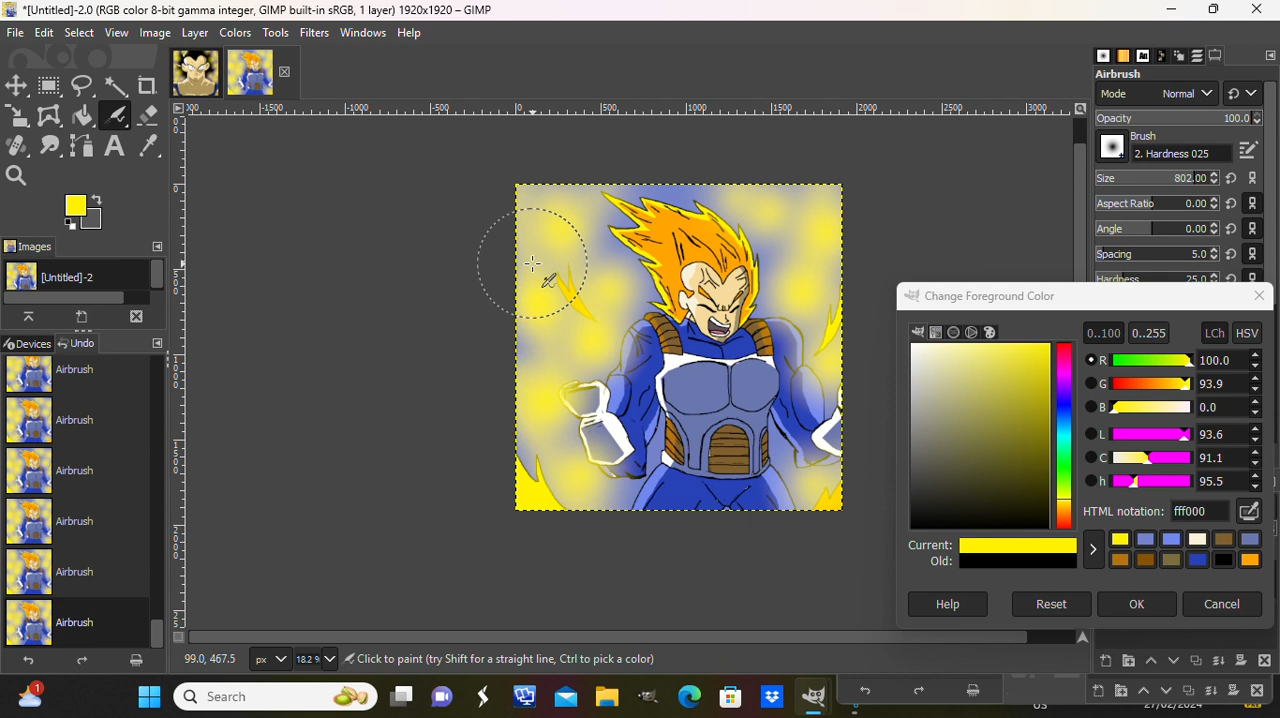 *[Untitled]-2.0 (RGB color 8-bit gamma integer, GIMP built-in sRGB, 1 layer) 1920x1920 – GIMP
File Edit Select View Image Layer Colors Tools Filters Windows Help
Airbrush
Mode Normal
Opacity 100.0
Brush
2. Hardness 025
Size 802.00
Aspect Ratio 0.00
Angle 0.00
Spacing 5.0
Hardness 25.0
-1500 -1000 -500 0 500 1000 1500 2000 2500 3000
Images
[Untitled]-2
Devices Undo
Airbrush
Airbrush
Airbrush
Airbrush
Airbrush
Airbrush
Change Foreground Color
0..100 0..255 LCh HSV
R 100.0
G 93.9
B 0.0
L 93.6
C 91.1
h 95.5
HTML notation: fff000
Current:
Old:
Help Reset OK Cancel
99.0, 467.5 px 18.2 % Click to paint (try Shift for a straight line, Ctrl to pick a color)
1
Search
US
27/02/2024
PRE